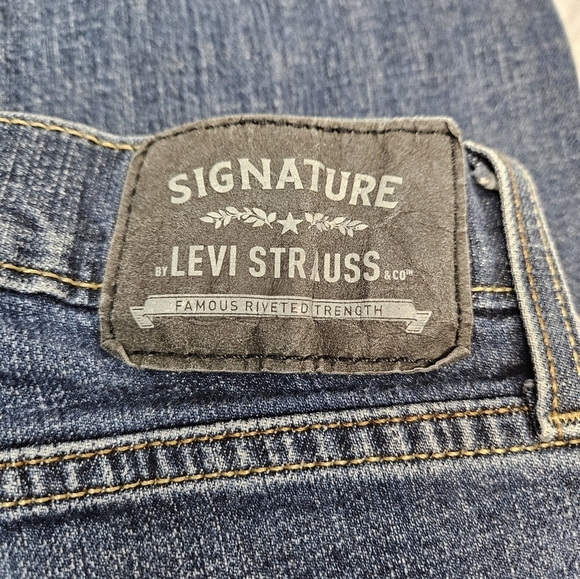 SIGNATURE
BY LEVI STRAUSS & CO™
FAMOUS RIVETED TRENGTH